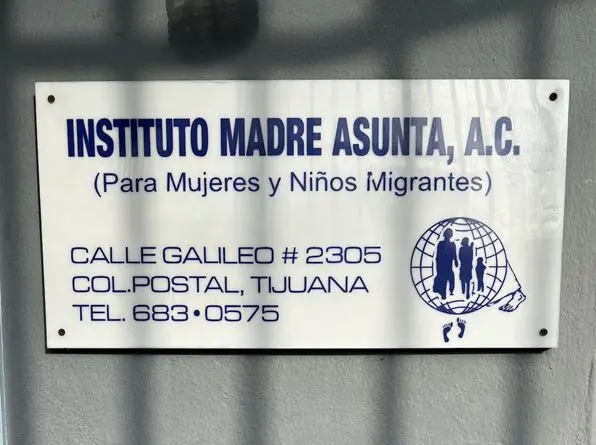 INSTITUTO MADRE ASUNTA, A.C.
(Para Mujeres y Niños Migrantes)
CALLE GALILEO # 2305
COL.POSTAL, TIJUANA
TEL. 683•0575